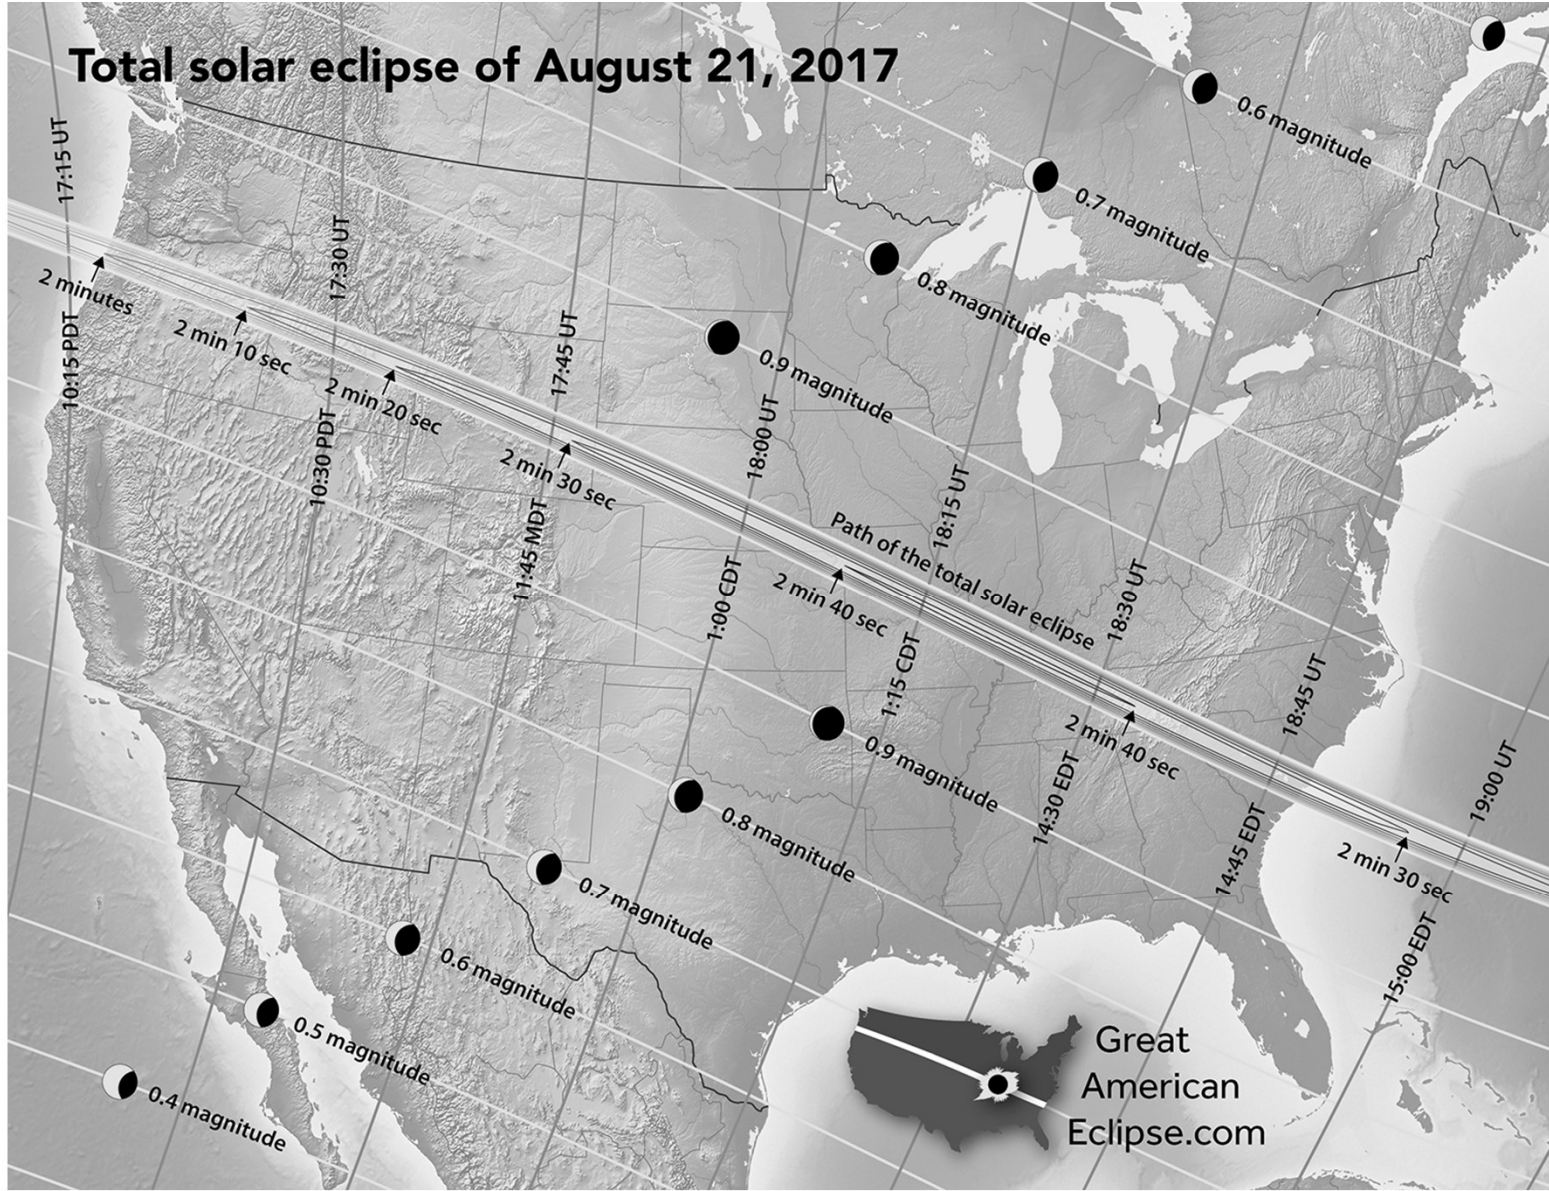 Total solar eclipse of August 21, 2017
0.6 magnitude
17:15 UT
0.7 magnitude
17:30 UT
0.8 magnitude
2 minutes
2 min 10 sec
10:15 PDT
17:45 UT
0.9 magnitude
2 min 20 sec
18:00 UT
10:30 PDT
2 min 30 sec
18:15 UT
11:45 MDT
Path of the total solar eclipse
1:00 CDT
2 min 40 sec
18:30 UT
1:15 CDT
18:45 UT
2 min 40 sec
0.9 magnitude
14:30 EDT
19:00 UT
0.8 magnitude
14:45 EDT
2 min 30 sec
0.7 magnitude
15:00 EDT
0.6 magnitude
0.5 magnitude
0.4 magnitude
Great
American
Eclipse.com